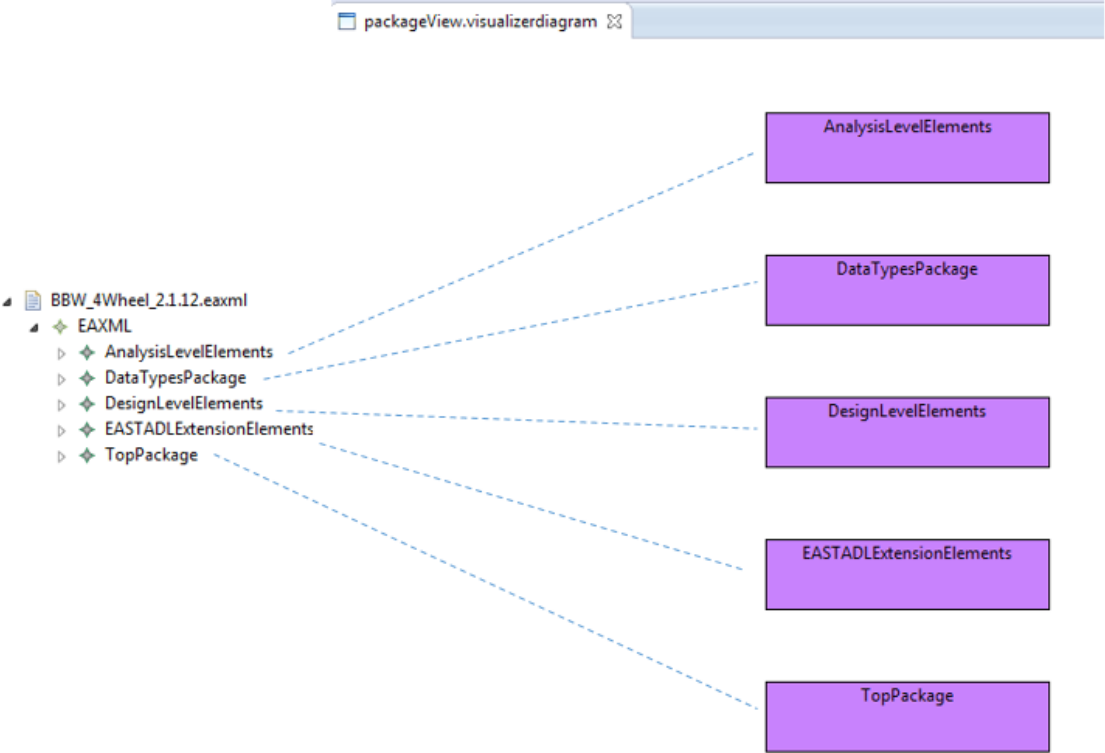 packageView.visualizerdiagram
BBW_4Wheel_2.1.12.eaxml
EAXML
AnalysisLevelElements
DataTypesPackage
DesignLevelElements
EASTADLExtensionElements
TopPackage
AnalysisLevelElements
DataTypesPackage
DesignLevelElements
EASTADLExtensionElements
TopPackage